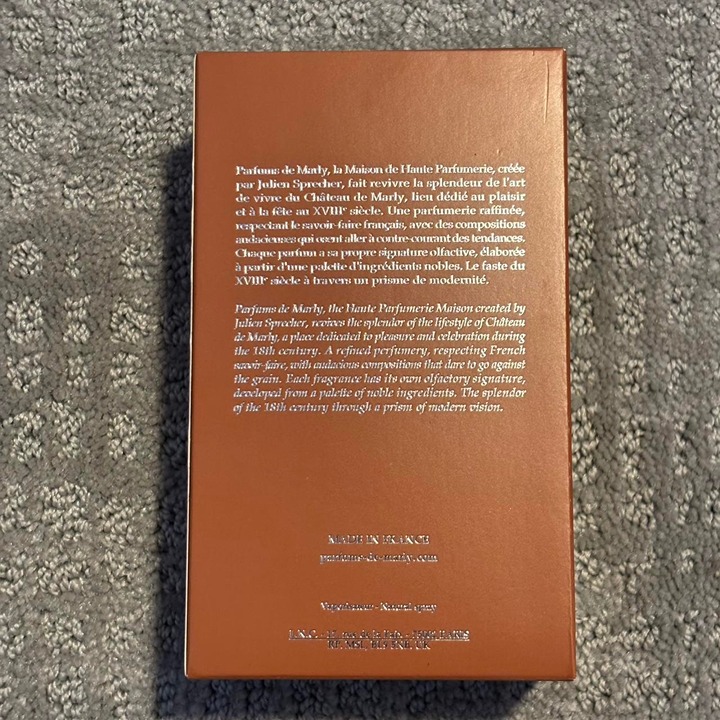 Parfums de Marly, la Maison de Haute Parfumerie, créée
par Julien Sprecher, fait revivre la splendeur de l'art
de vivre du Château de Marly, lieu dédié au plaisir
et à la fête au XVIIIᵉ siècle. Une parfumerie raffinée,
respectant le savoir-faire français, avec des compositions
audacieuses qui osent aller à contre-courant des tendances.
Chaque parfum a sa propre signature olfactive, élaborée
à partir d'une palette d'ingrédients nobles. Le faste du
XVIIIᵉ siècle à travers un prisme de modernité.
Parfums de Marly, the Haute Parfumerie Maison created by
Julien Sprecher, revives the splendor of the lifestyle of Château
de Marly, a place dedicated to pleasure and celebration during
the 18th century. A refined perfumery, respecting French
savoir-faire, with audacious compositions that dare to go against
the grain. Each fragrance has its own olfactory signature,
developed from a palette of noble ingredients. The splendor
of the 18th century through a prism of modern vision.
MADE IN FRANCE
parfums-de-marly.com
Vaporisateur - Natural spray
rue de la Paix - PARIS
UK